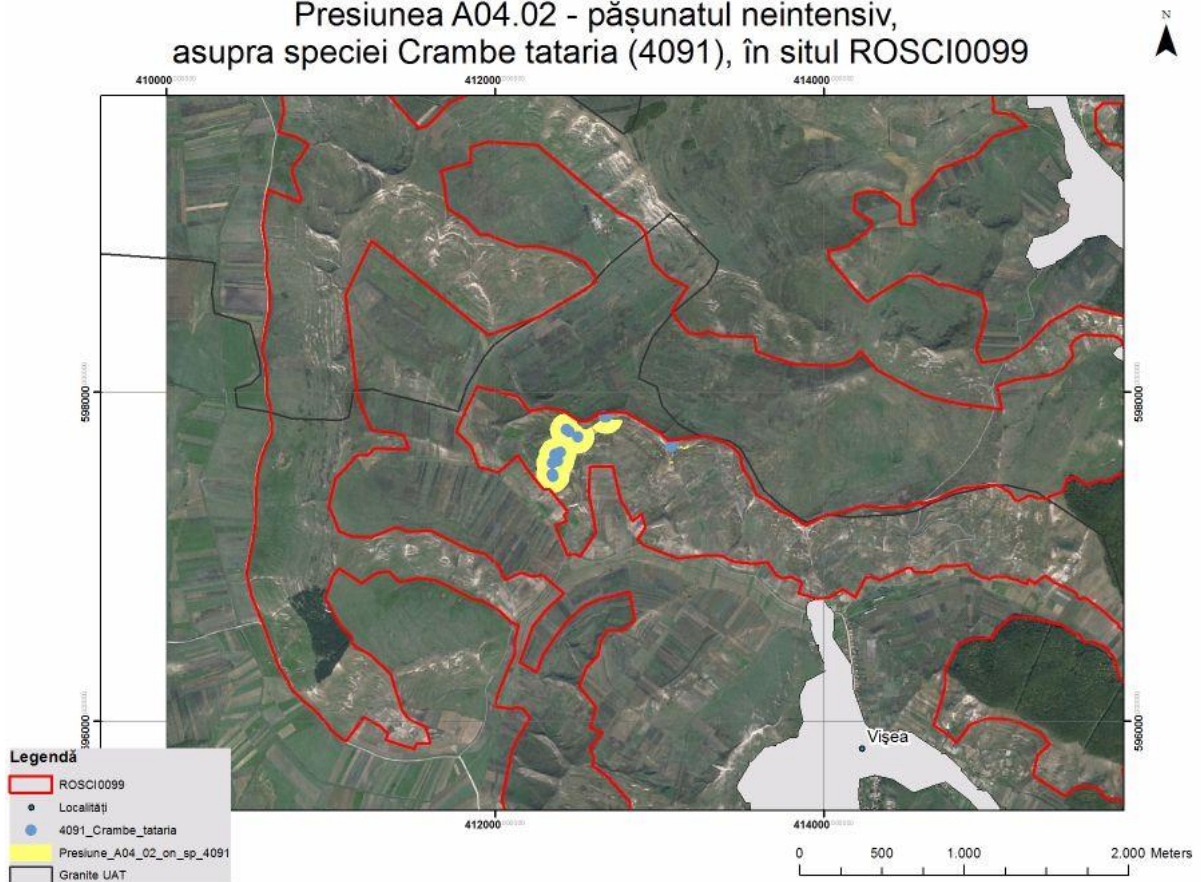 Presiunea A04.02 - pășunatul neintensiv,
asupra speciei Crambe tataria (4091), în situl ROSCI0099
N
410000
412000
414000
598000
598000
596000
596000
Vișea
Legendă
ROSCI0099
Localități
4091_Crambe_tataria
Presiune_A04_02_on_sp_4091
Granite UAT
412000
414000
0 500 1.000 2.000 Meters